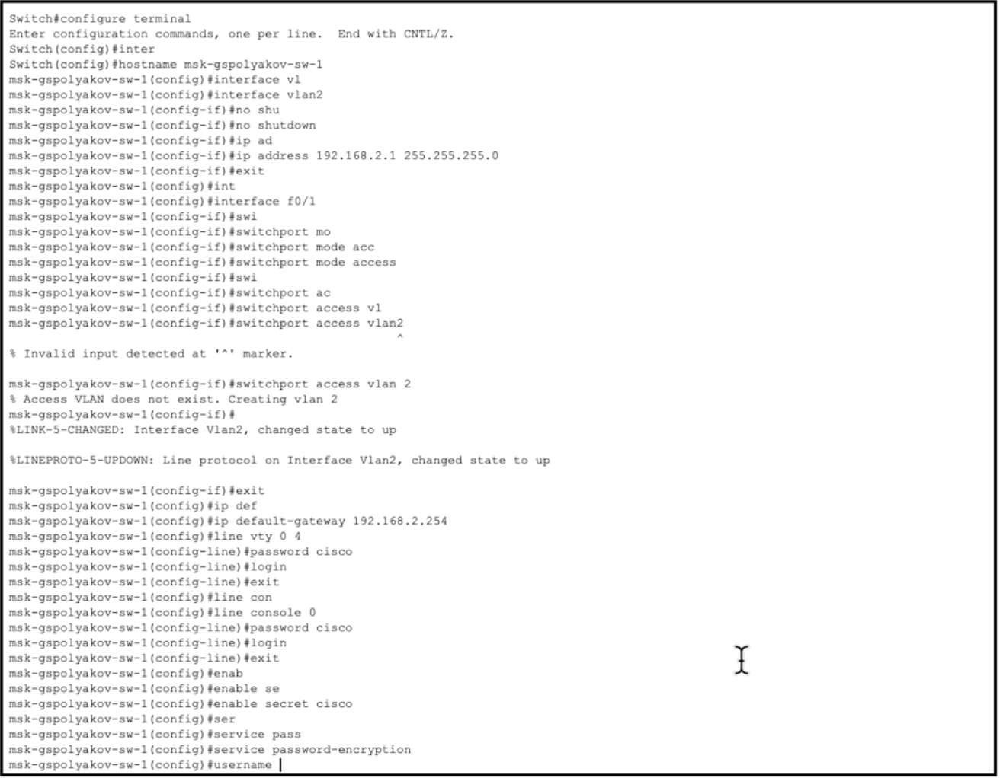 Switch#configure terminal
Enter configuration commands, one per line.  End with CNTL/Z.
Switch(config)#inter
Switch(config)#hostname msk-gspolyakov-sw-1
msk-gspolyakov-sw-1(config)#interface vl
msk-gspolyakov-sw-1(config)#interface vlan2
msk-gspolyakov-sw-1(config-if)#no shu
msk-gspolyakov-sw-1(config-if)#no shutdown
msk-gspolyakov-sw-1(config-if)#ip ad
msk-gspolyakov-sw-1(config-if)#ip address 192.168.2.1 255.255.255.0
msk-gspolyakov-sw-1(config-if)#exit
msk-gspolyakov-sw-1(config)#int
msk-gspolyakov-sw-1(config)#interface f0/1
msk-gspolyakov-sw-1(config-if)#swi
msk-gspolyakov-sw-1(config-if)#switchport mo
msk-gspolyakov-sw-1(config-if)#switchport mode acc
msk-gspolyakov-sw-1(config-if)#switchport mode access
msk-gspolyakov-sw-1(config-if)#swi
msk-gspolyakov-sw-1(config-if)#switchport ac
msk-gspolyakov-sw-1(config-if)#switchport access vl
msk-gspolyakov-sw-1(config-if)#switchport access vlan2
^
% Invalid input detected at '^' marker.
msk-gspolyakov-sw-1(config-if)#switchport access vlan 2
% Access VLAN does not exist. Creating vlan 2
msk-gspolyakov-sw-1(config-if)#
%LINK-5-CHANGED: Interface Vlan2, changed state to up
%LINEPROTO-5-UPDOWN: Line protocol on Interface Vlan2, changed state to up
msk-gspolyakov-sw-1(config-if)#exit
msk-gspolyakov-sw-1(config)#ip def
msk-gspolyakov-sw-1(config)#ip default-gateway 192.168.2.254
msk-gspolyakov-sw-1(config)#line vty 0 4
msk-gspolyakov-sw-1(config-line)#password cisco
msk-gspolyakov-sw-1(config-line)#login
msk-gspolyakov-sw-1(config-line)#exit
msk-gspolyakov-sw-1(config)#line con
msk-gspolyakov-sw-1(config)#line console 0
msk-gspolyakov-sw-1(config-line)#password cisco
msk-gspolyakov-sw-1(config-line)#login
msk-gspolyakov-sw-1(config-line)#exit
msk-gspolyakov-sw-1(config)#enab
msk-gspolyakov-sw-1(config)#enable se
msk-gspolyakov-sw-1(config)#enable secret cisco
msk-gspolyakov-sw-1(config)#ser
msk-gspolyakov-sw-1(config)#service pass
msk-gspolyakov-sw-1(config)#service password-encryption
msk-gspolyakov-sw-1(config)#username